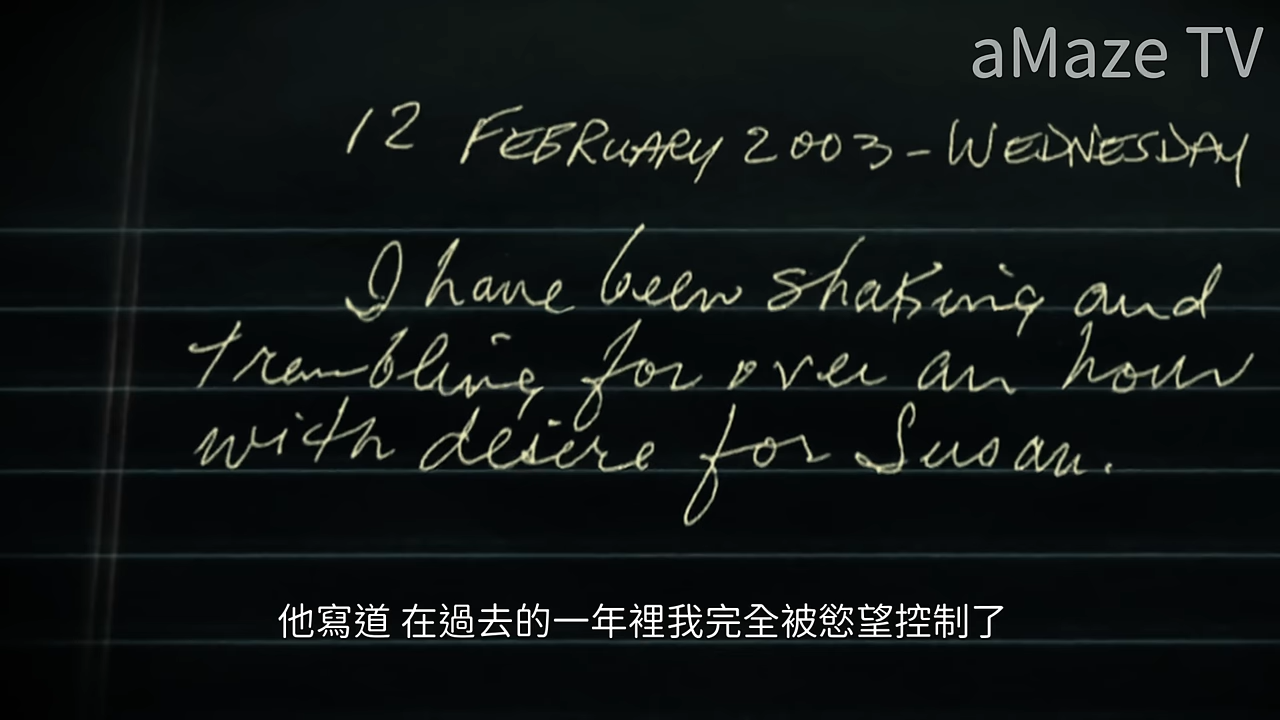 aMaze TV
12 FEBRUARY 2003 - WEDNESDAY
I have been shaking and
trembling for over an hour
with desire for Susan.
他寫道 在過去的一年裡我完全被慾望控制了